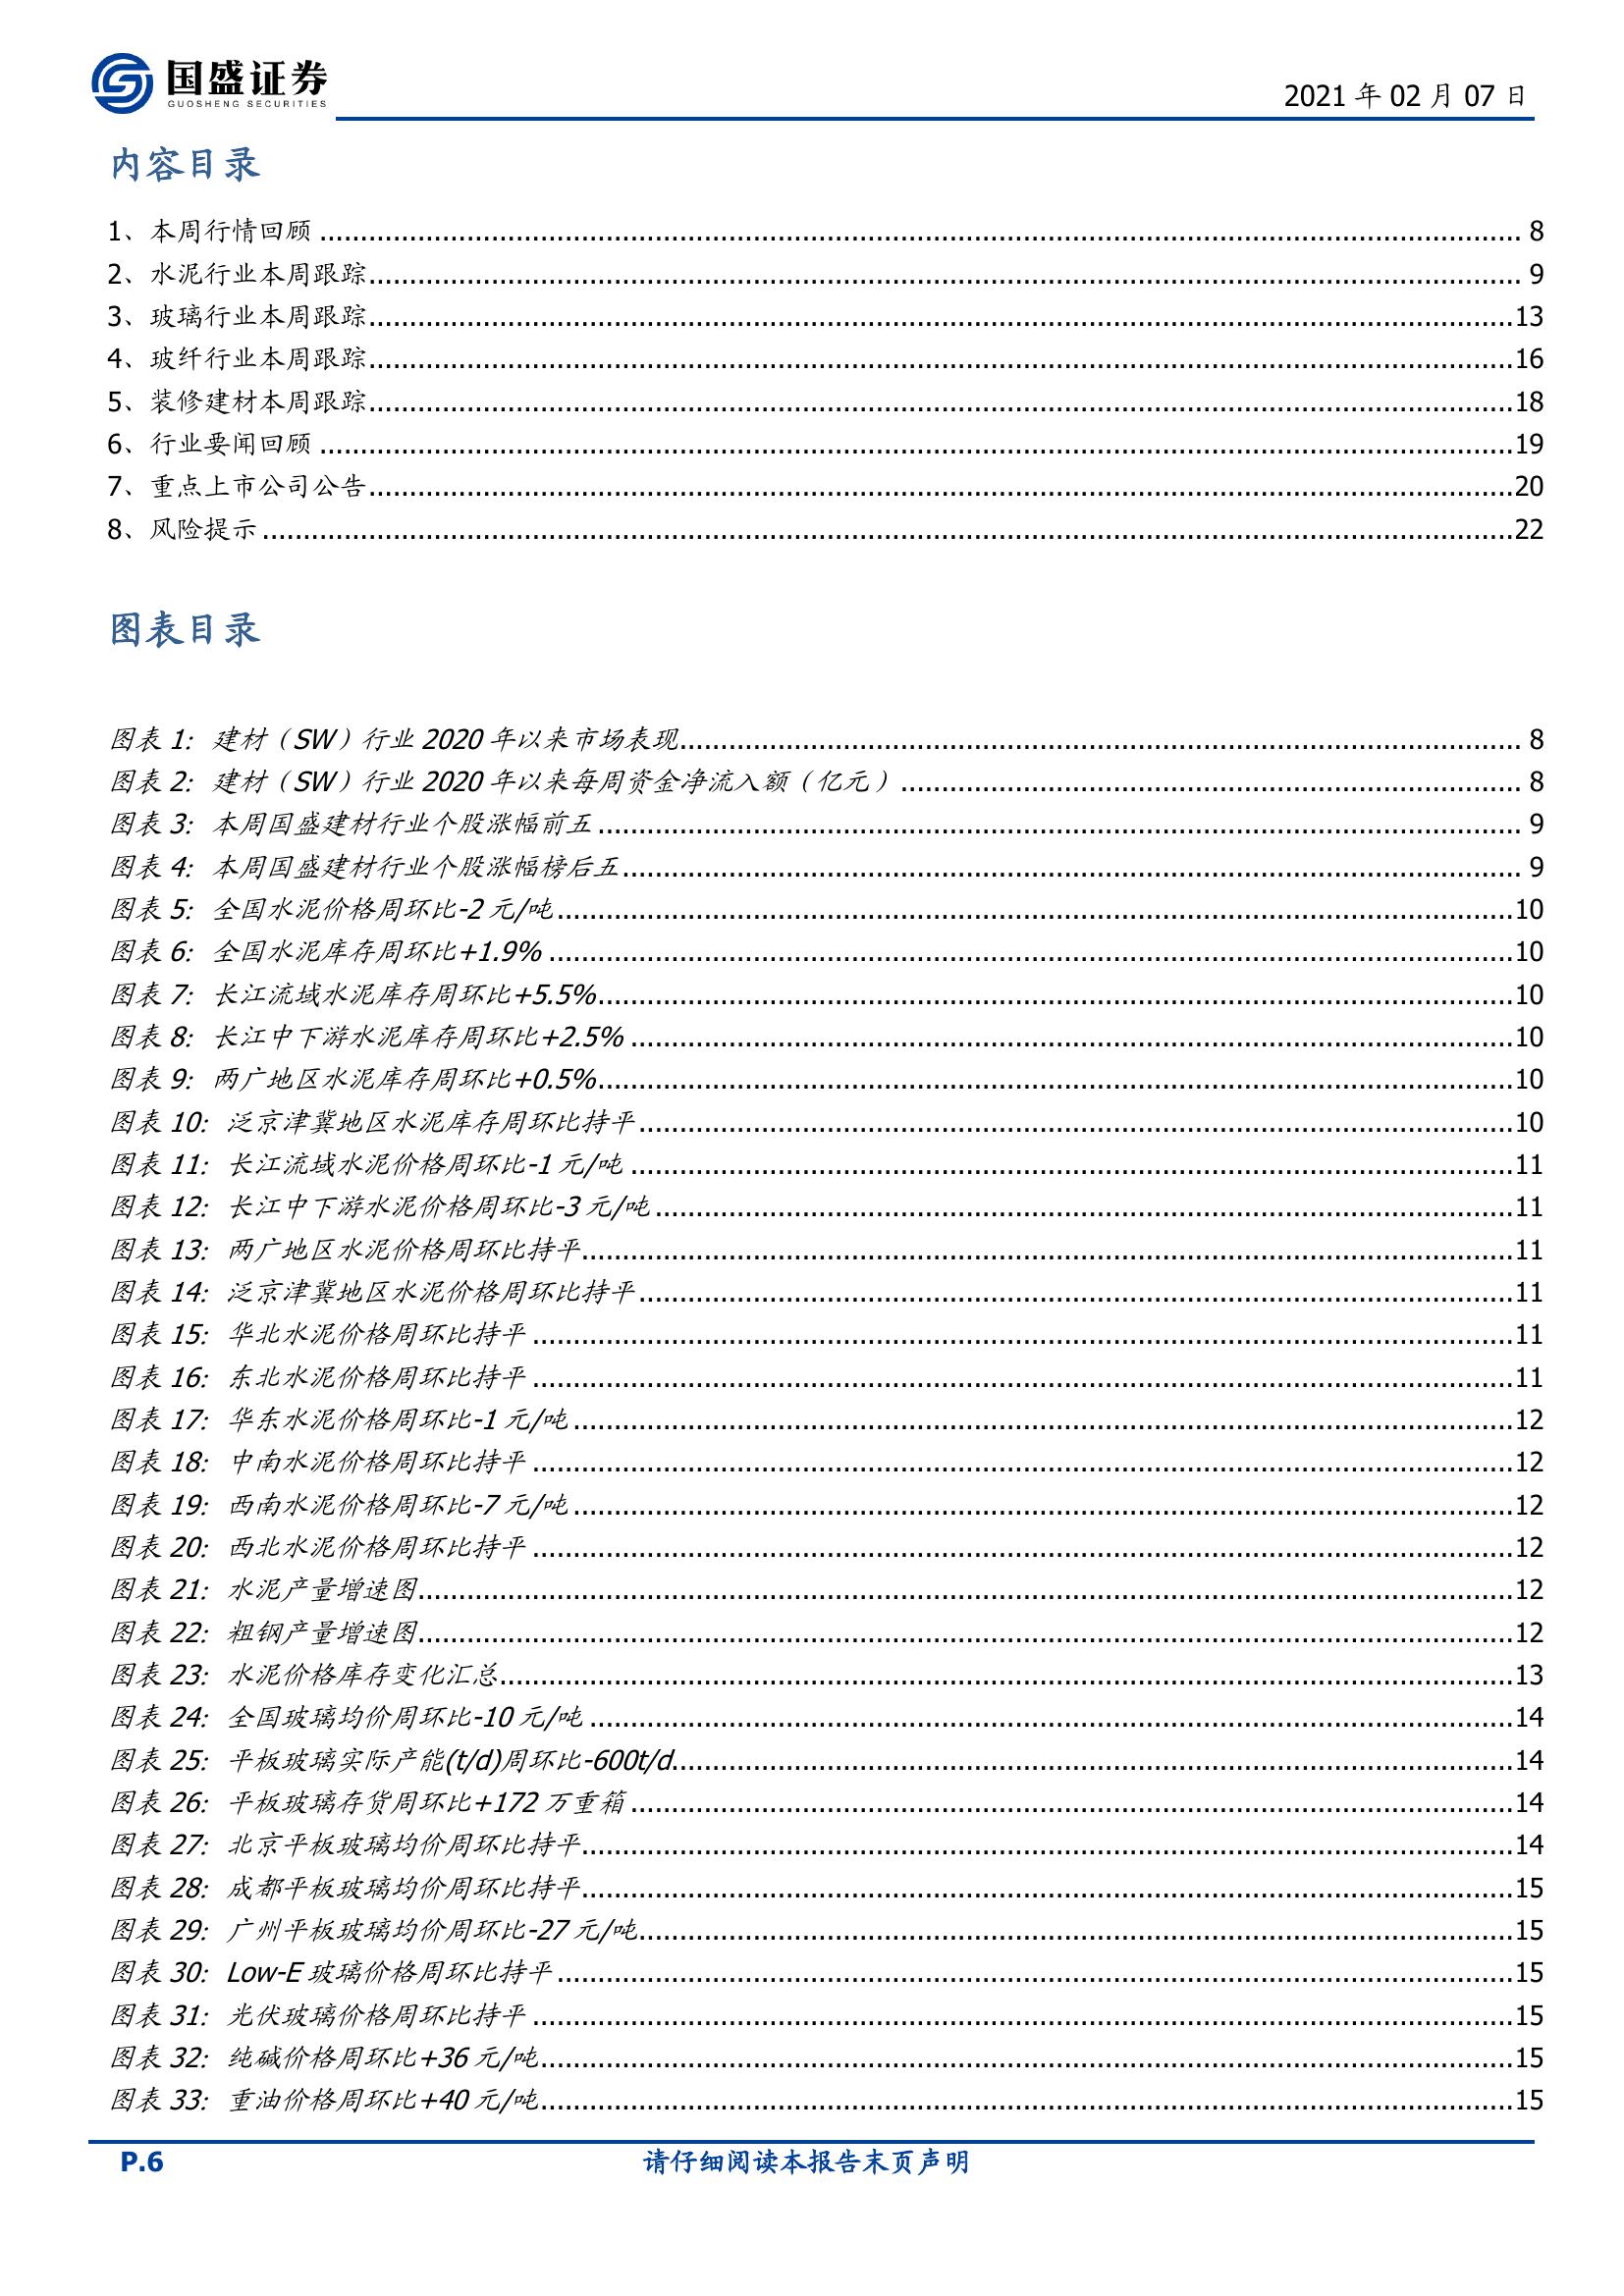 国盛证券
GUOSHENG SECURITIES
2021 年 02 月 07 日
内容目录
1、本周行情回顾 ........ 8
2、水泥行业本周跟踪 ........ 9
3、玻璃行业本周跟踪 ........ 13
4、玻纤行业本周跟踪 ........ 16
5、装修建材本周跟踪 ........ 18
6、行业要闻回顾 ........ 19
7、重点上市公司公告 ........ 20
8、风险提示 ........ 22
图表目录
图表 1: 建材（SW）行业 2020 年以来市场表现 ........ 8
图表 2: 建材（SW）行业 2020 年以来每周资金净流入额（亿元） ........ 8
图表 3: 本周国盛建材行业个股涨幅前五 ........ 9
图表 4: 本周国盛建材行业个股涨幅榜后五 ........ 9
图表 5: 全国水泥价格周环比-2 元/吨 ........ 10
图表 6: 全国水泥库存周环比+1.9% ........ 10
图表 7: 长江流域水泥库存周环比+5.5% ........ 10
图表 8: 长江中下游水泥库存周环比+2.5% ........ 10
图表 9: 两广地区水泥库存周环比+0.5% ........ 10
图表 10: 泛京津冀地区水泥库存周环比持平 ........ 10
图表 11: 长江流域水泥价格周环比-1 元/吨 ........ 11
图表 12: 长江中下游水泥价格周环比-3 元/吨 ........ 11
图表 13: 两广地区水泥价格周环比持平 ........ 11
图表 14: 泛京津冀地区水泥价格周环比持平 ........ 11
图表 15: 华北水泥价格周环比持平 ........ 11
图表 16: 东北水泥价格周环比持平 ........ 11
图表 17: 华东水泥价格周环比-1 元/吨 ........ 12
图表 18: 中南水泥价格周环比持平 ........ 12
图表 19: 西南水泥价格周环比-7 元/吨 ........ 12
图表 20: 西北水泥价格周环比持平 ........ 12
图表 21: 水泥产量增速图 ........ 12
图表 22: 粗钢产量增速图 ........ 12
图表 23: 水泥价格库存变化汇总 ........ 13
图表 24: 全国玻璃均价周环比-10 元/吨 ........ 14
图表 25: 平板玻璃实际产能(t/d)周环比-600t/d ........ 14
图表 26: 平板玻璃存货周环比+172 万重箱 ........ 14
图表 27: 北京平板玻璃均价周环比持平 ........ 14
图表 28: 成都平板玻璃均价周环比持平 ........ 15
图表 29: 广州平板玻璃均价周环比-27 元/吨 ........ 15
图表 30: Low-E 玻璃价格周环比持平 ........ 15
图表 31: 光伏玻璃价格周环比持平 ........ 15
图表 32: 纯碱价格周环比+36 元/吨 ........ 15
图表 33: 重油价格周环比+40 元/吨 ........ 15
P.6 请仔细阅读本报告末页声明